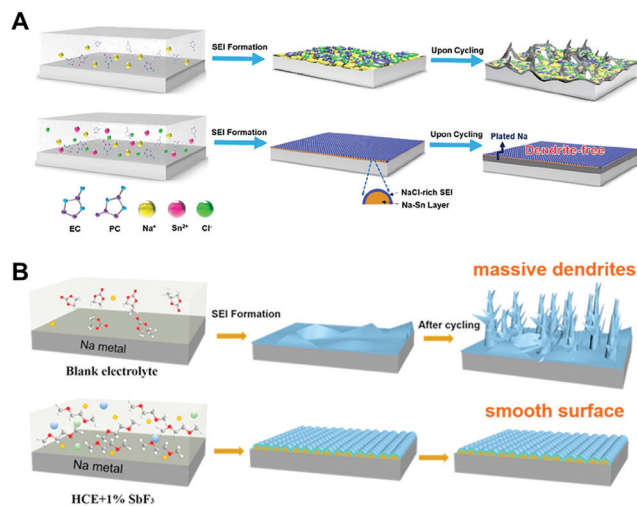 A
SEI Formation
Upon Cycling
SEI Formation
Upon Cycling
Plated Na
Dendrite-free
NaCl-rich SEI
Na-Sn Layer
EC
PC
Na⁺
Sn²⁺
Cl⁻
B
massive dendrites
SEI Formation
After cycling
Na metal
Blank electrolyte
smooth surface
Na metal
HCE+1% SbF₃